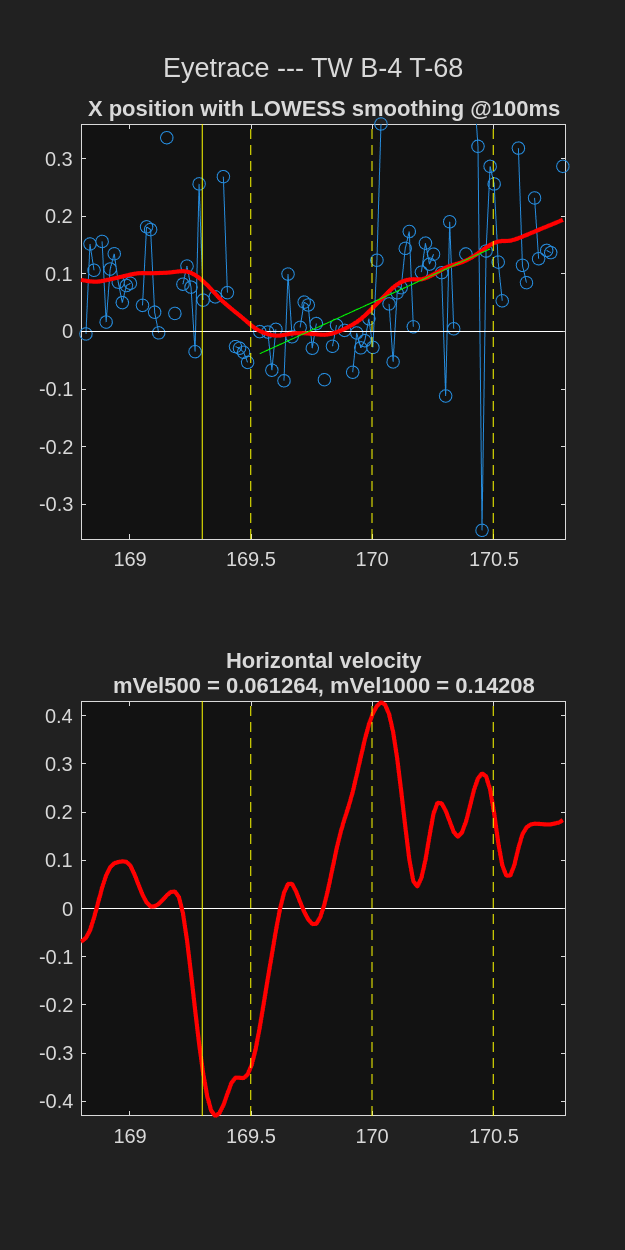 Eyetrace --- TW B-4 T-68
X position with LOWESS smoothing @100ms
0.3
0.2
0.1
0
-0.1
-0.2
-0.3
169 169.5 170 170.5
Horizontal velocity
mVel500 = 0.061264, mVel1000 = 0.14208
0.4
0.3
0.2
0.1
0
-0.1
-0.2
-0.3
-0.4
169 169.5 170 170.5